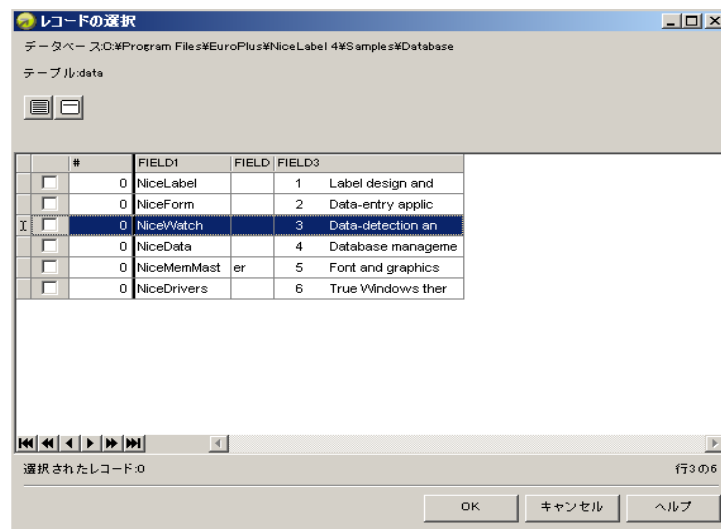 レコードの選択
データベース:C:¥Program Files¥EuroPlus¥NiceLabel 4¥Samples¥Database
テーブル:data
# FIELD1 FIELD FIELD3
0 NiceLabel 1 Label design and
0 NiceForm 2 Data-entry applic
0 NiceWatch 3 Data-detection an
0 NiceData 4 Database manageme
0 NiceMemMast er 5 Font and graphics
0 NiceDrivers 6 True Windows ther
選択されたレコード:0 行3の6
OK キャンセル ヘルプ